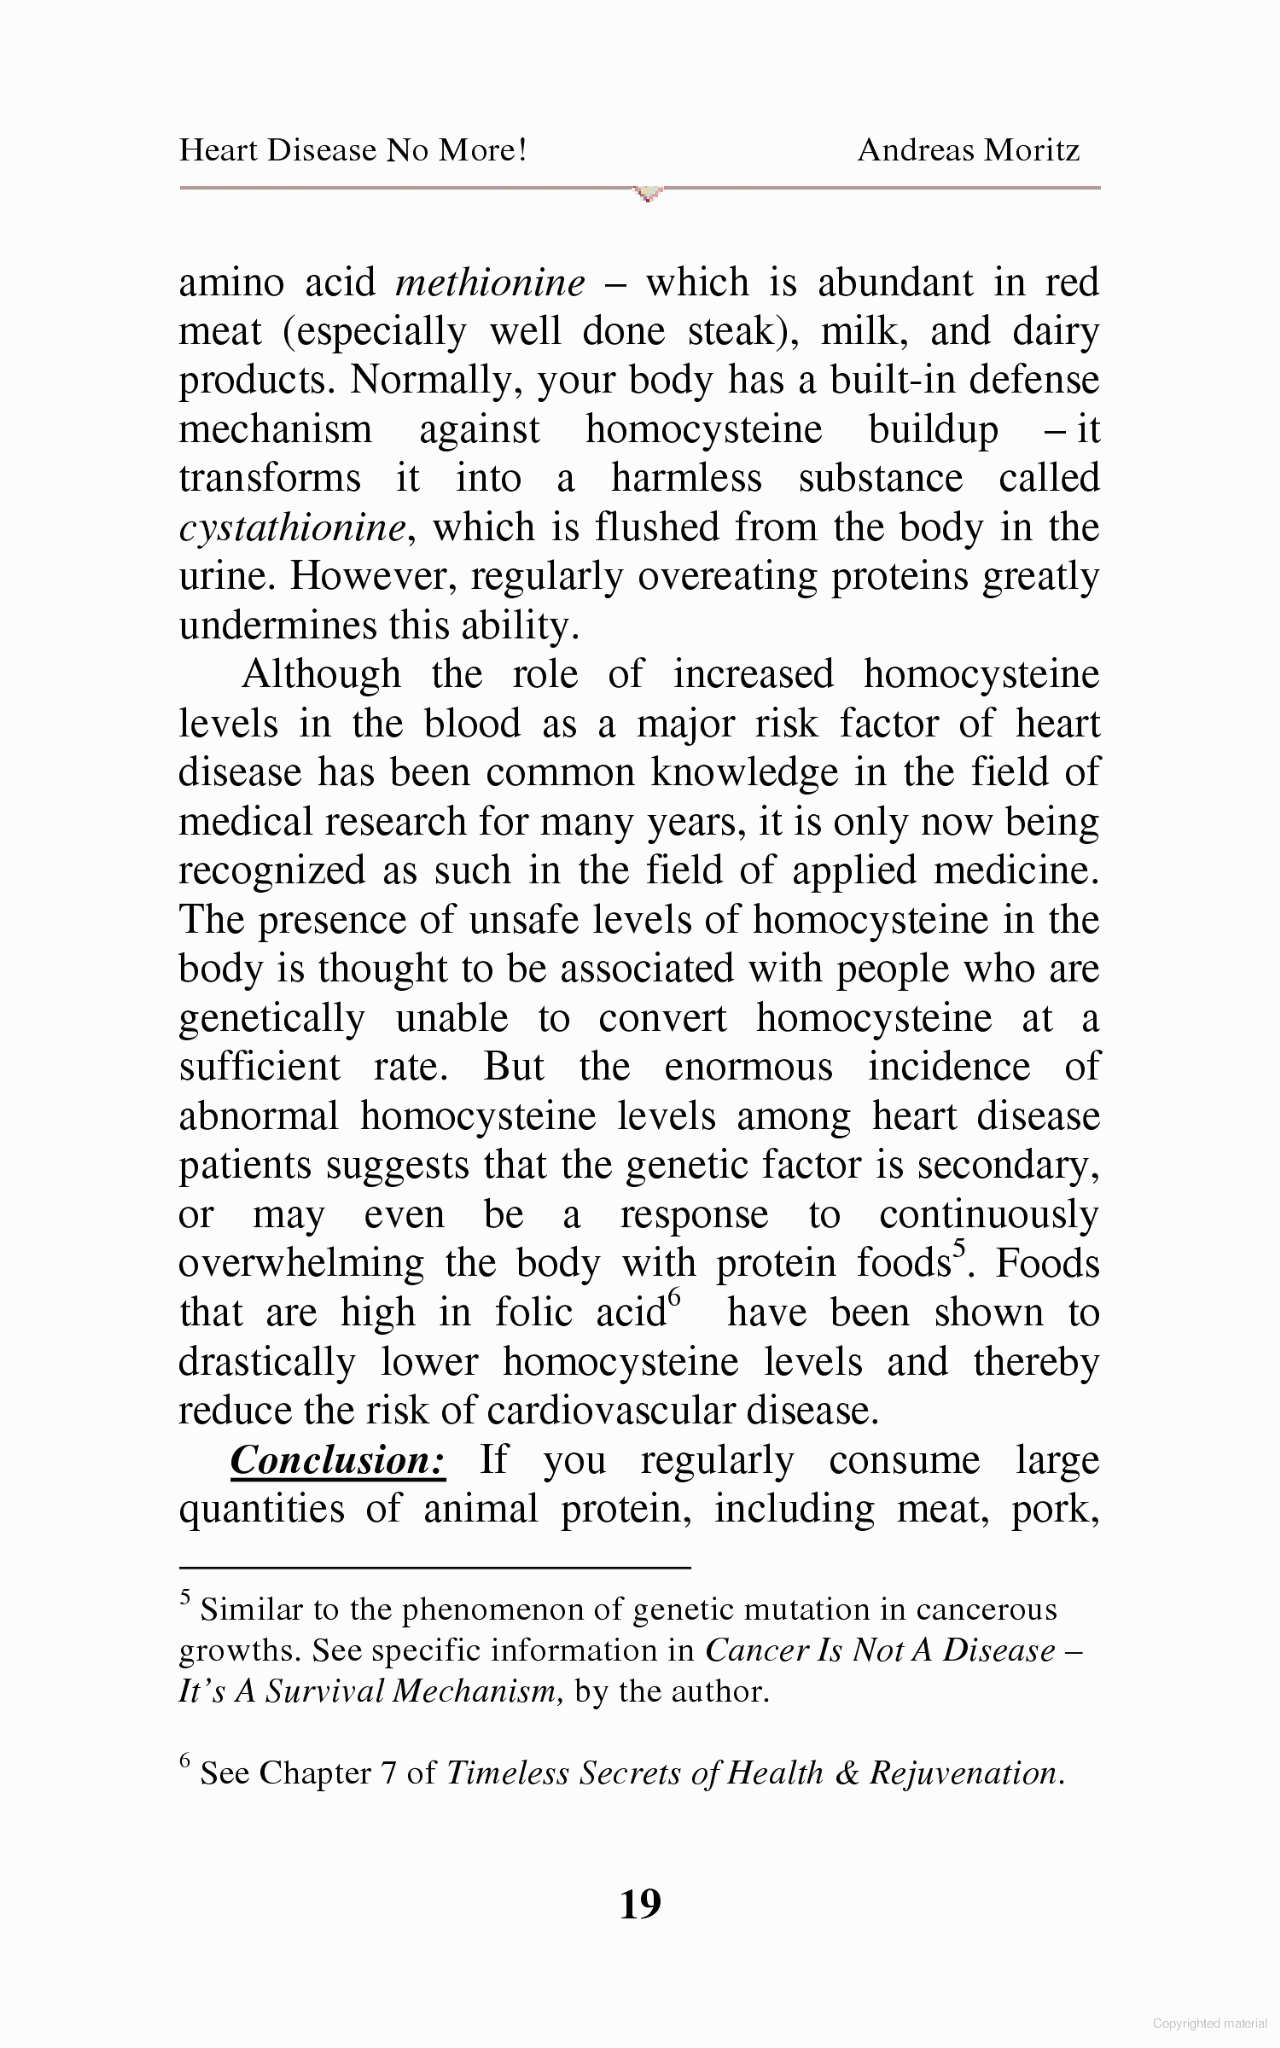 Heart Disease No More! Andreas Moritz
amino acid methionine – which is abundant in red
meat (especially well done steak), milk, and dairy
products. Normally, your body has a built-in defense
mechanism against homocysteine buildup – it
transforms it into a harmless substance called
cystathionine, which is flushed from the body in the
urine. However, regularly overeating proteins greatly
undermines this ability.
Although the role of increased homocysteine
levels in the blood as a major risk factor of heart
disease has been common knowledge in the field of
medical research for many years, it is only now being
recognized as such in the field of applied medicine.
The presence of unsafe levels of homocysteine in the
body is thought to be associated with people who are
genetically unable to convert homocysteine at a
sufficient rate. But the enormous incidence of
abnormal homocysteine levels among heart disease
patients suggests that the genetic factor is secondary,
or may even be a response to continuously
overwhelming the body with protein foods⁵. Foods
that are high in folic acid⁶ have been shown to
drastically lower homocysteine levels and thereby
reduce the risk of cardiovascular disease.
Conclusion: If you regularly consume large
quantities of animal protein, including meat, pork,
⁵ Similar to the phenomenon of genetic mutation in cancerous
growths. See specific information in Cancer Is Not A Disease –
It's A Survival Mechanism, by the author.
⁶ See Chapter 7 of Timeless Secrets of Health & Rejuvenation.
19
Copyrighted material